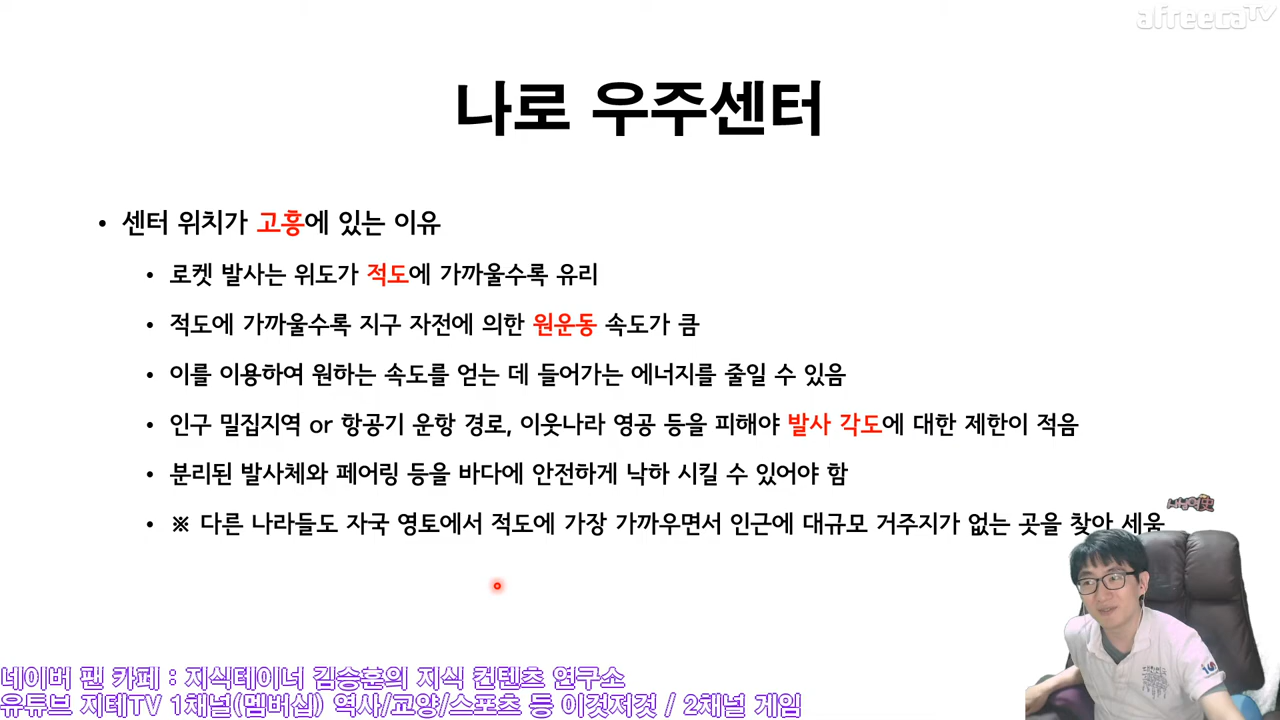 afreecaTV
나로 우주센터
• 센터 위치가 고흥에 있는 이유
• 로켓 발사는 위도가 적도에 가까울수록 유리
• 적도에 가까울수록 지구 자전에 의한 원운동 속도가 큼
• 이를 이용하여 원하는 속도를 얻는 데 들어가는 에너지를 줄일 수 있음
• 인구 밀집지역 or 항공기 운항 경로, 이웃나라 영공 등을 피해야 발사 각도에 대한 제한이 적음
• 분리된 발사체와 페어링 등을 바다에 안전하게 낙하 시킬 수 있어야 함
• ※ 다른 나라들도 자국 영토에서 적도에 가장 가까우면서 인근에 대규모 거주지가 없는 곳을 찾아 세움
네이버 팬 카페 : 지식테이너 김승훈의 지식 컨텐츠 연구소
유튜브 지테TV 1채널(멤버십) 역사/교양/스포츠 등 이것저것 / 2채널 게임